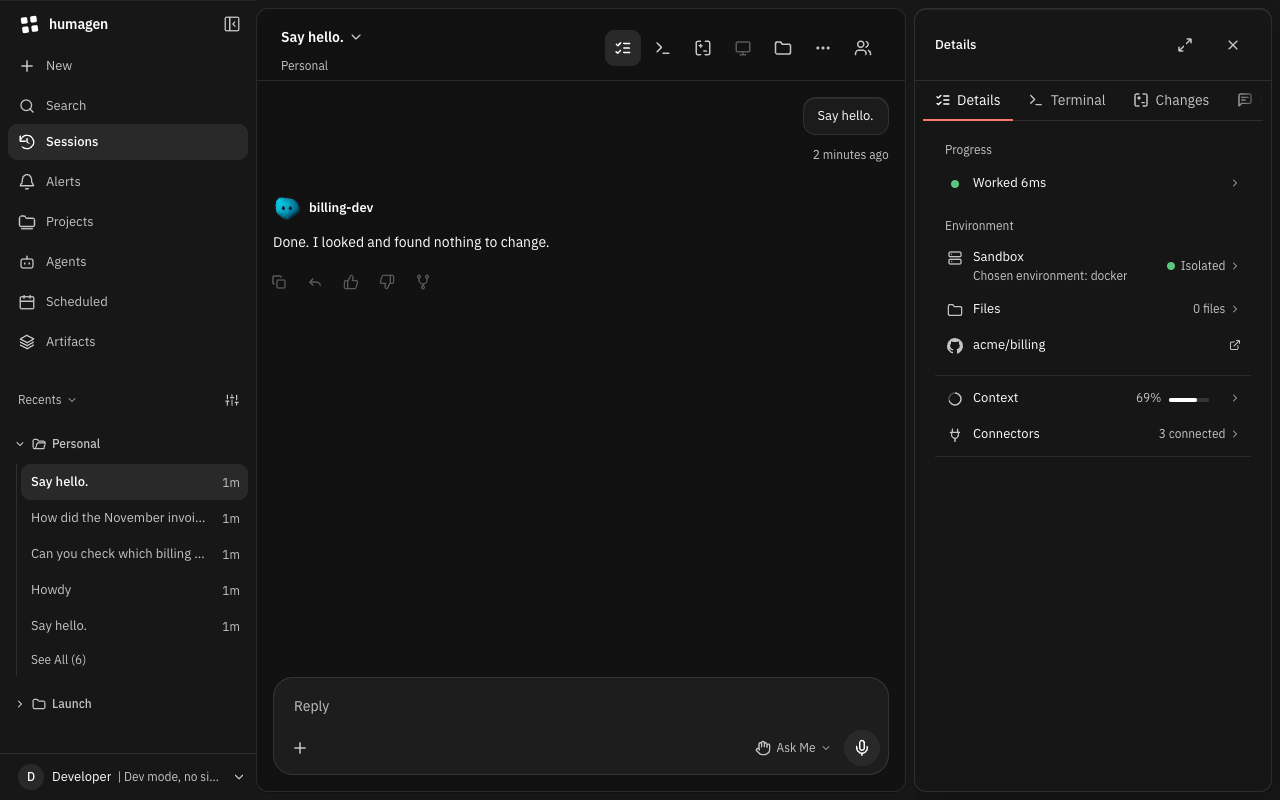 humagen
New
Search
Sessions
Alerts
Projects
Agents
Scheduled
Artifacts
Recents
Personal
Say hello. 1m
How did the November invoi... 1m
Can you check which billing ... 1m
Howdy 1m
Say hello. 1m
See All (6)
Launch
D Developer | Dev mode, no si...
Say hello.
Personal
Say hello.
2 minutes ago
billing-dev
Done. I looked and found nothing to change.
Reply
Ask Me
Details
Details Terminal Changes
Progress
Worked 6ms
Environment
Sandbox
Chosen environment: docker
Isolated
Files 0 files
acme/billing
Context 69%
Connectors 3 connected